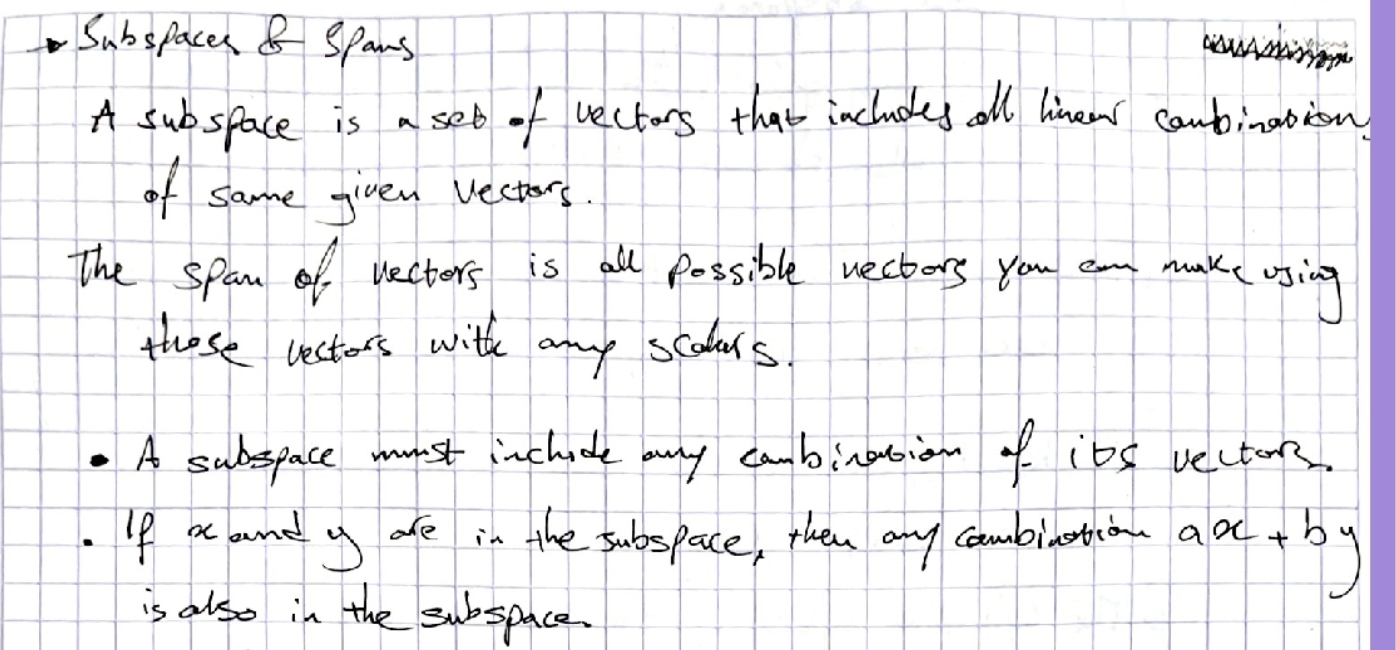 → Subspaces & Spans
A subspace is a set of vectors that includes all linear combination
of same given vectors.
The span of vectors is all possible vectors you can make using
those vectors with any scalars.
• A subspace must include any combination of its vectors.
• If x and y are in the subspace, then any combination ax + by
is also in the subspace.